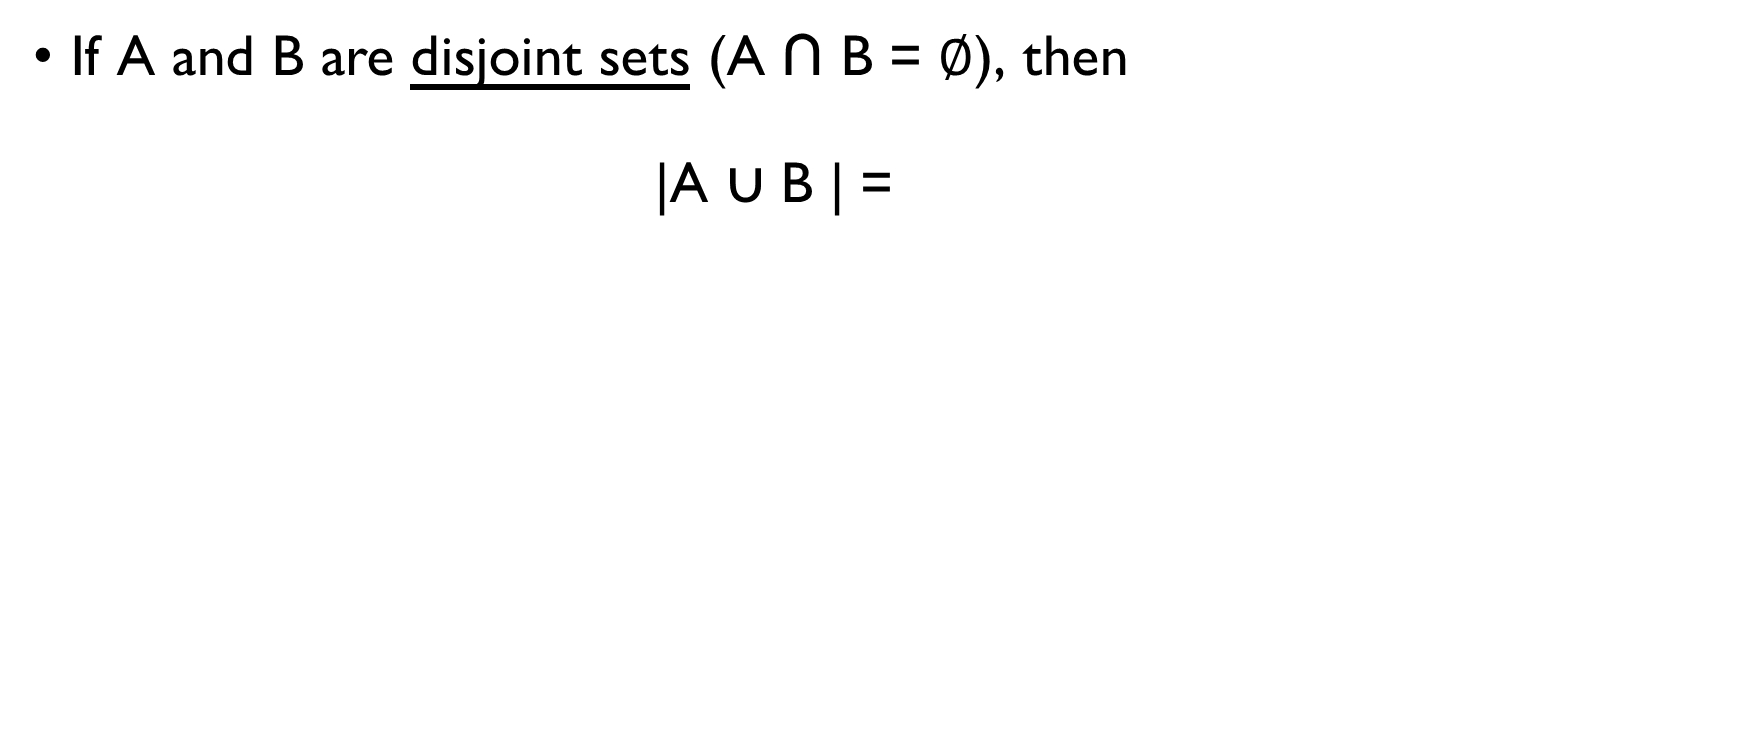 • If A and B are disjoint sets (A ∩ B = ∅), then
|A ∪ B | =